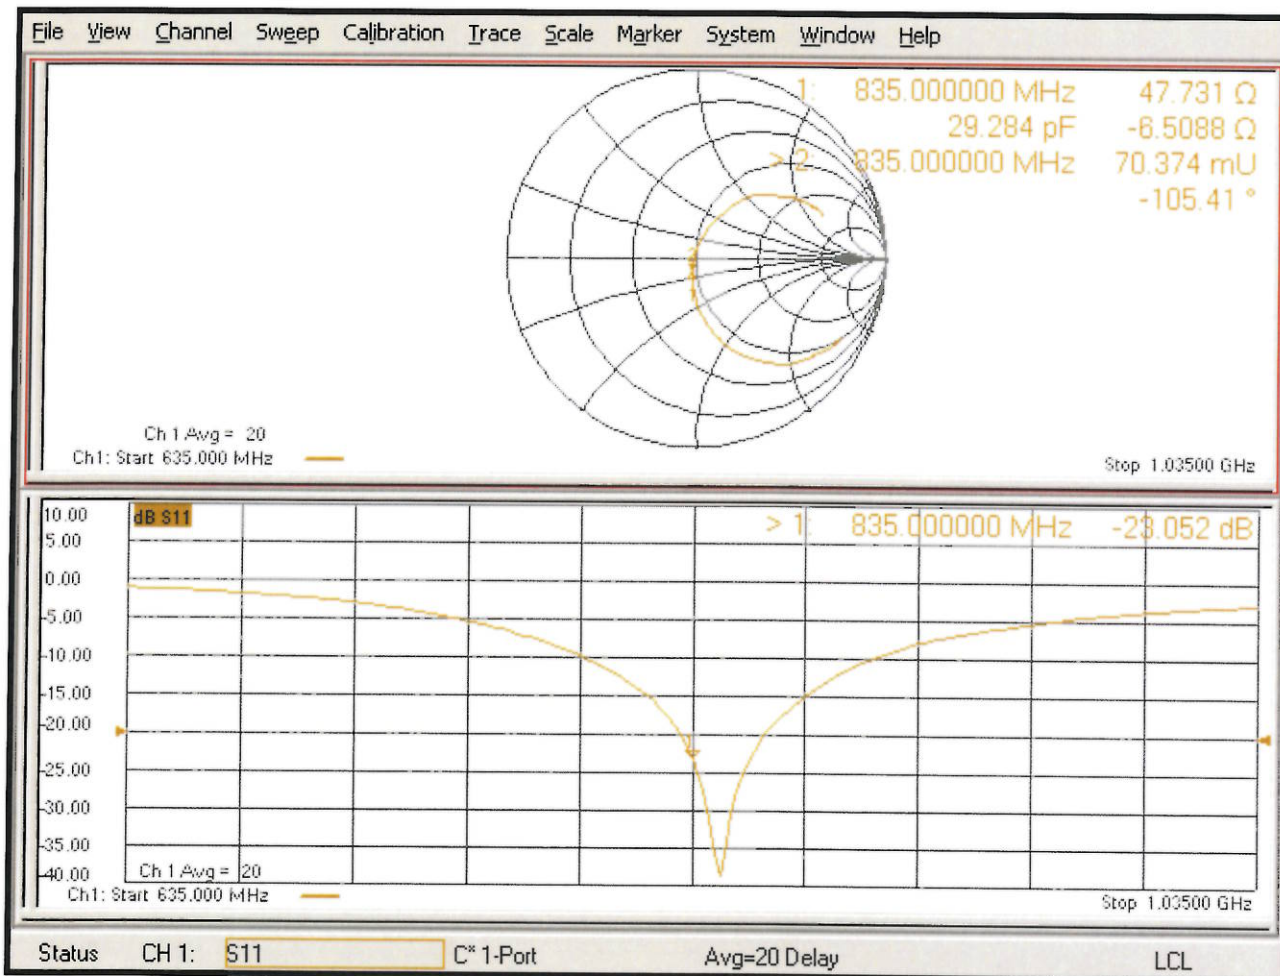 File View Channel Sweep Calibration Trace Scale Marker System Window Help
1: 835.000000 MHz 47.731 Ω
29.284 pF -6.5088 Ω
> 2: 835.000000 MHz 70.374 mU
-105.41 °
Ch 1 Avg = 20
Ch1: Start 635.000 MHz
Stop 1.03500 GHz
10.00
dB S11
> 1: 835.000000 MHz -23.052 dB
5.00
0.00
-5.00
-10.00
-15.00
-20.00
-25.00
-30.00
-35.00
-40.00
Ch 1 Avg = 20
Ch1: Start 635.000 MHz
Stop 1.03500 GHz
Status CH 1: S11 C* 1-Port Avg=20 Delay LCL